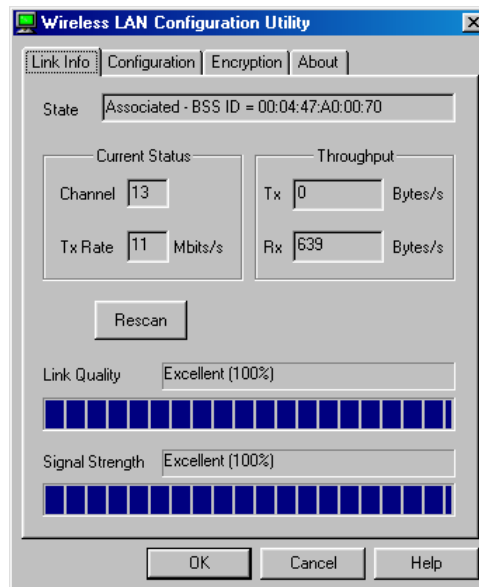 Wireless LAN Configuration Utility
Link Info Configuration Encryption About
State Associated - BSS ID = 00:04:47:A0:00:70
Current Status
Channel 13
Tx Rate 11 Mbits/s
Throughput
Tx 0 Bytes/s
Rx 639 Bytes/s
Rescan
Link Quality Excellent (100%)
Signal Strength Excellent (100%)
OK Cancel Help